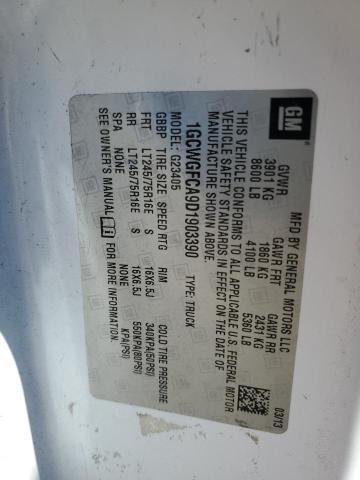 GM
MFD BY GENERAL MOTORS LLC 03/13
GVWR GAWR FRT GAWR RR
3901 KG 1860 KG 2431 KG
8600 LB 4100 LB 5360 LB
THIS VEHICLE CONFORMS TO ALL APPLICABLE U.S. FEDERAL MOTOR
VEHICLE SAFETY STANDARDS IN EFFECT ON THE DATE OF
MANUFACTURE SHOWN ABOVE.
1GCWGFCA9D1903390 TYPE: TRUCK
MODEL: G23405
GBBP TIRE SIZE SPEED RTG RIM COLD TIRE PRESSURE
FRT LT245/75R16E S 16X6.5J 340KPA(50PSI)
RR LT245/75R16E S 16X6.5J 550KPA(80PSI)
SPA NONE NONE KPA(PSI)
SEE OWNER'S MANUAL